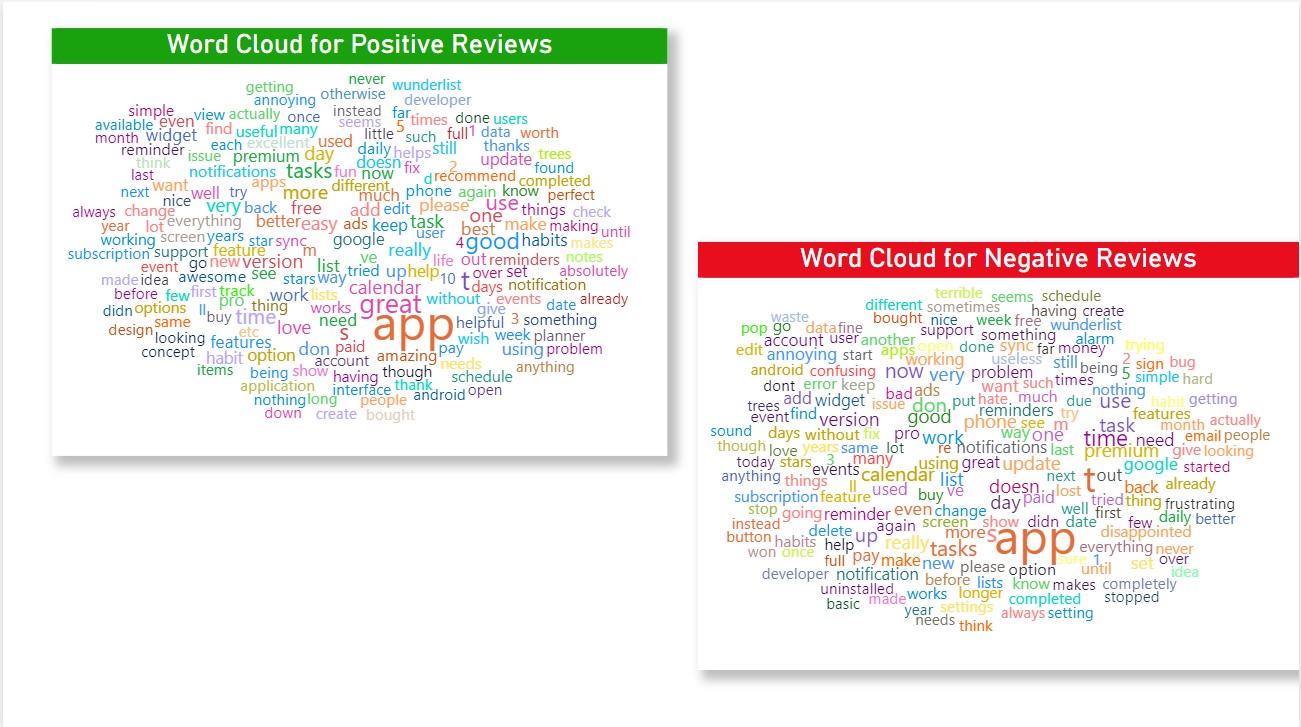 Word Cloud for Positive Reviews
never
getting wunderlist
annoying otherwise developer
simple view actually once instead far times done users
available even find useful many seems 5 little such full 1 data worth
month widget each excellent used daily helps still thanks
reminder issue premium day doesn fix 2 update trees
think notifications tasks fun now d recommend found
last want apps more different much phone again know completed
next nice well try perfect
always change very back free add edit please use things check
year lot everything better easy ads keep task one best make making until
working screen years star sync google user 4 good habits makes
subscription support feature m ve really life out reminders notes
event go new version list tried up help 10 t over set absolutely
made idea awesome see stars way calendar days notification
before few first track pro work lists great without events date already
didn options ll buy thing time works app give
same etc love need s helpful 3 something
design looking features don paid wish week planner
concept habit option account amazing pay using problem
items being show having though needs anything
application interface thank schedule
nothing long people android open
down create bought
Word Cloud for Negative Reviews
terrible seems schedule
different sometimes having create
waste bought nice week free wunderlist
pop go data fine support something alarm
account user another open done sync far money trying
edit annoying start apps working useless still being 2 sign bug
android confusing now very problem 5 simple hard
dont error keep bad ads want such times nothing
trees add widget issue don put hate much due use habit getting
event find version good phone reminders see try m features month actually
sound days without fix pro work way one time task need email people
though love years same lot re notifications last premium give looking
today stars 3 many using great update google started
anything things events calendar list next t out back already
subscription feature ll used buy ve doesn day paid lost tried thing frustrating
stop going reminder even change well first few daily better
instead delete again screen show didn date
button habits help up more s app disappointed
won once full really tasks sure 1 everything never
pay make new please option until set over idea
developer notification before lists know makes completely
uninstalled works longer completed stopped
basic made year settings always setting
needs think